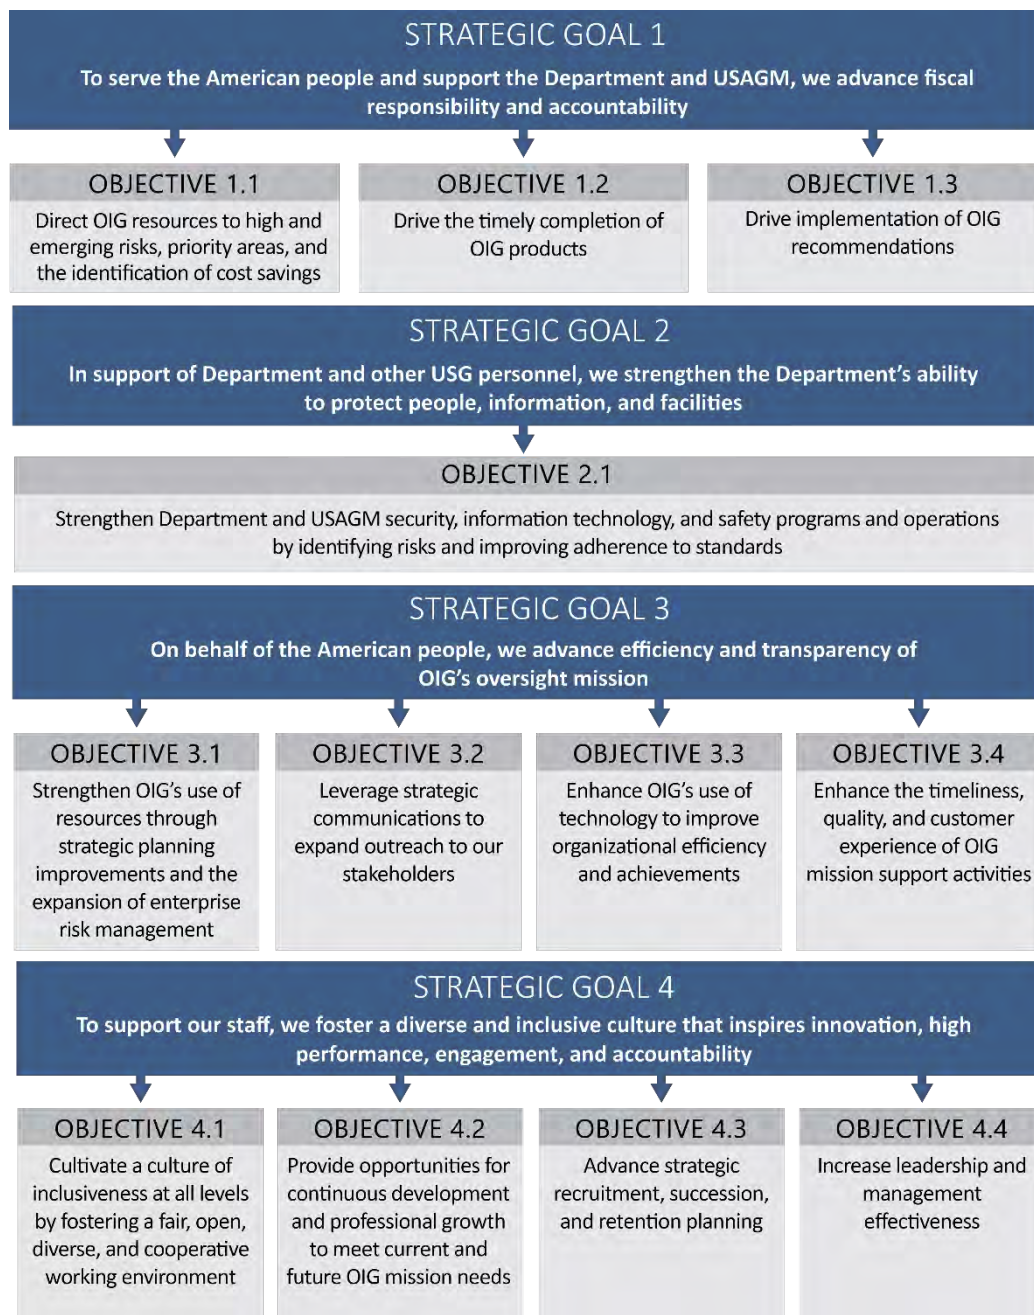 STRATEGIC GOAL 1
To serve the American people and support the Department and USAGM, we advance fiscal
responsibility and accountability
OBJECTIVE 1.1
Direct OIG resources to high and
emerging risks, priority areas, and
the identification of cost savings
OBJECTIVE 1.2
Drive the timely completion of
OIG products
OBJECTIVE 1.3
Drive implementation of OIG
recommendations
STRATEGIC GOAL 2
In support of Department and other USG personnel, we strengthen the Department’s ability
to protect people, information, and facilities
OBJECTIVE 2.1
Strengthen Department and USAGM security, information technology, and safety programs and operations
by identifying risks and improving adherence to standards
STRATEGIC GOAL 3
On behalf of the American people, we advance efficiency and transparency of
OIG’s oversight mission
OBJECTIVE 3.1
Strengthen OIG’s use of
resources through
strategic planning
improvements and the
expansion of enterprise
risk management
OBJECTIVE 3.2
Leverage strategic
communications to
expand outreach to our
stakeholders
OBJECTIVE 3.3
Enhance OIG’s use of
technology to improve
organizational efficiency
and achievements
OBJECTIVE 3.4
Enhance the timeliness,
quality, and customer
experience of OIG
mission support activities
STRATEGIC GOAL 4
To support our staff, we foster a diverse and inclusive culture that inspires innovation, high
performance, engagement, and accountability
OBJECTIVE 4.1
Cultivate a culture of
inclusiveness at all levels
by fostering a fair, open,
diverse, and cooperative
working environment
OBJECTIVE 4.2
Provide opportunities for
continuous development
and professional growth
to meet current and
future OIG mission needs
OBJECTIVE 4.3
Advance strategic
recruitment, succession,
and retention planning
OBJECTIVE 4.4
Increase leadership and
management
effectiveness